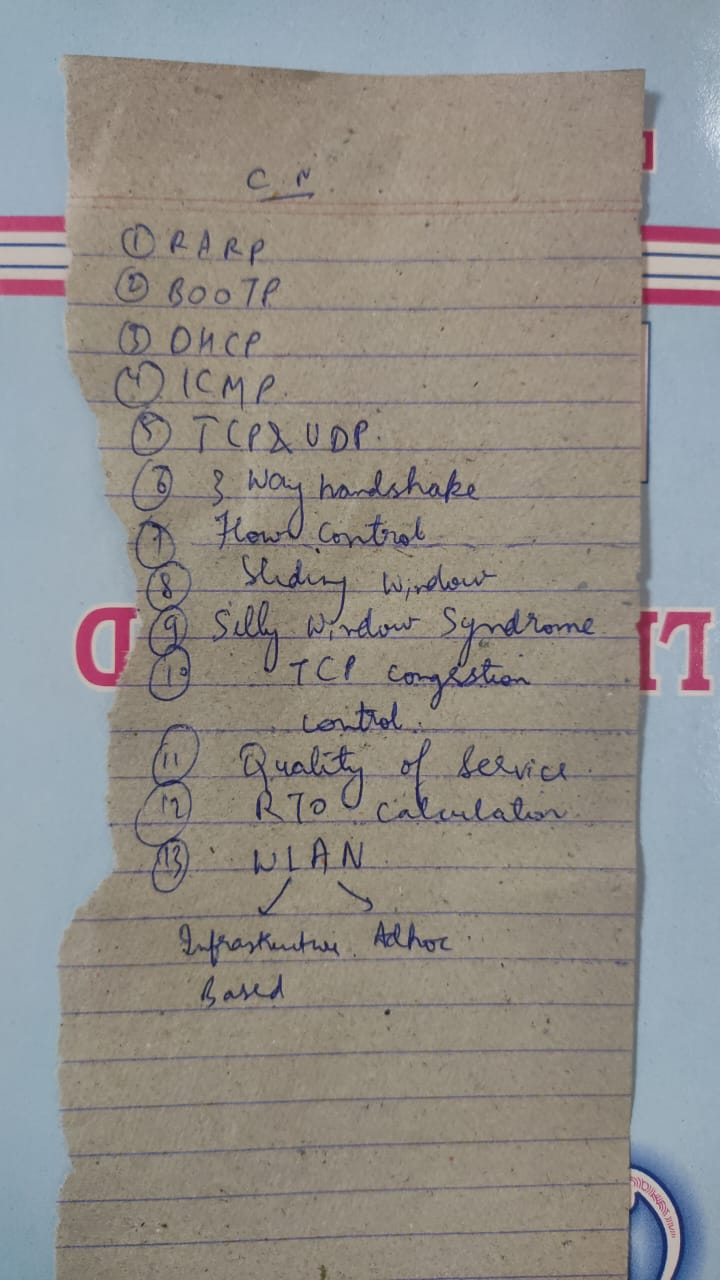 C N
① RARP
② BOOTP
③ DHCP
④ ICMP
⑤ TCP & UDP.
⑥ 3 Way handshake
⑦ Flow Control
⑧ Sliding Window
⑨ Silly Window Syndrome
⑩ TCP congestion
control.
⑪ Quality of Service
⑫ RTO calculation
⑬ WLAN
Infrastructure Adhoc
Based